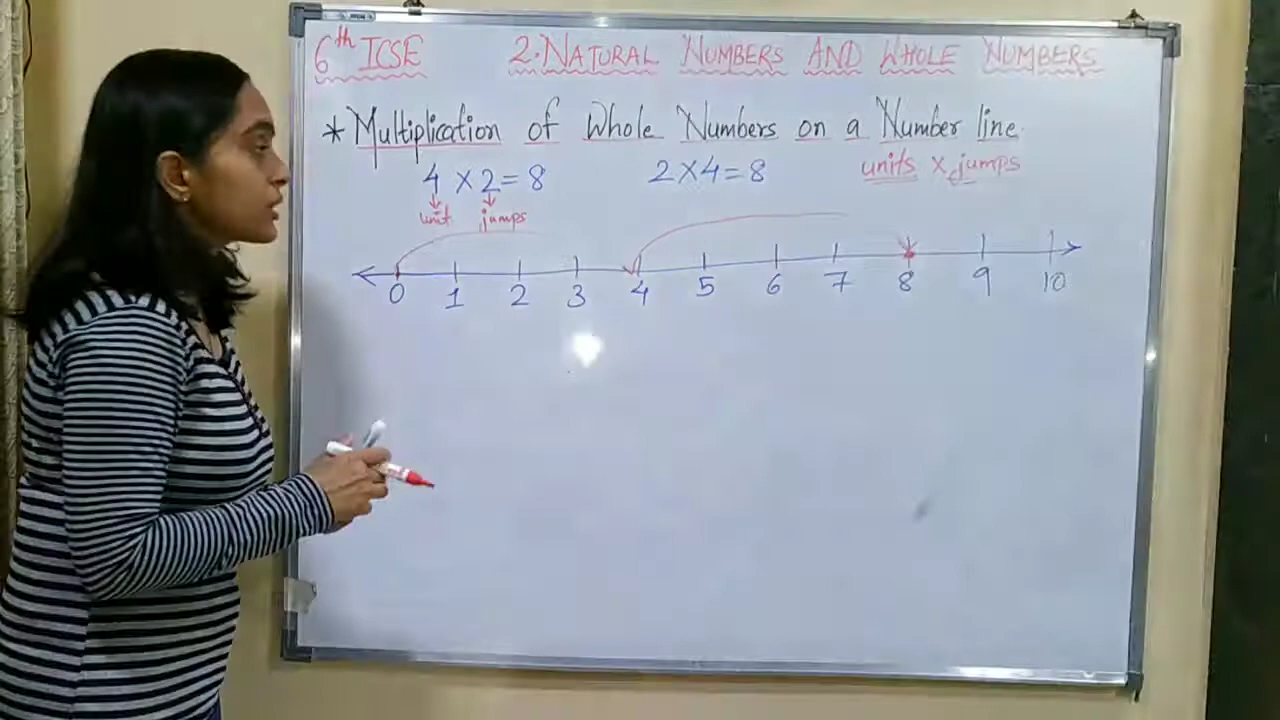 6th ICSE 2. NATURAL NUMBERS AND WHOLE NUMBERS
* Multiplication of Whole Numbers on a Number line
4 × 2 = 8 2 × 4 = 8 units × jumps
unit jumps
0 1 2 3 4 5 6 7 8 9 10